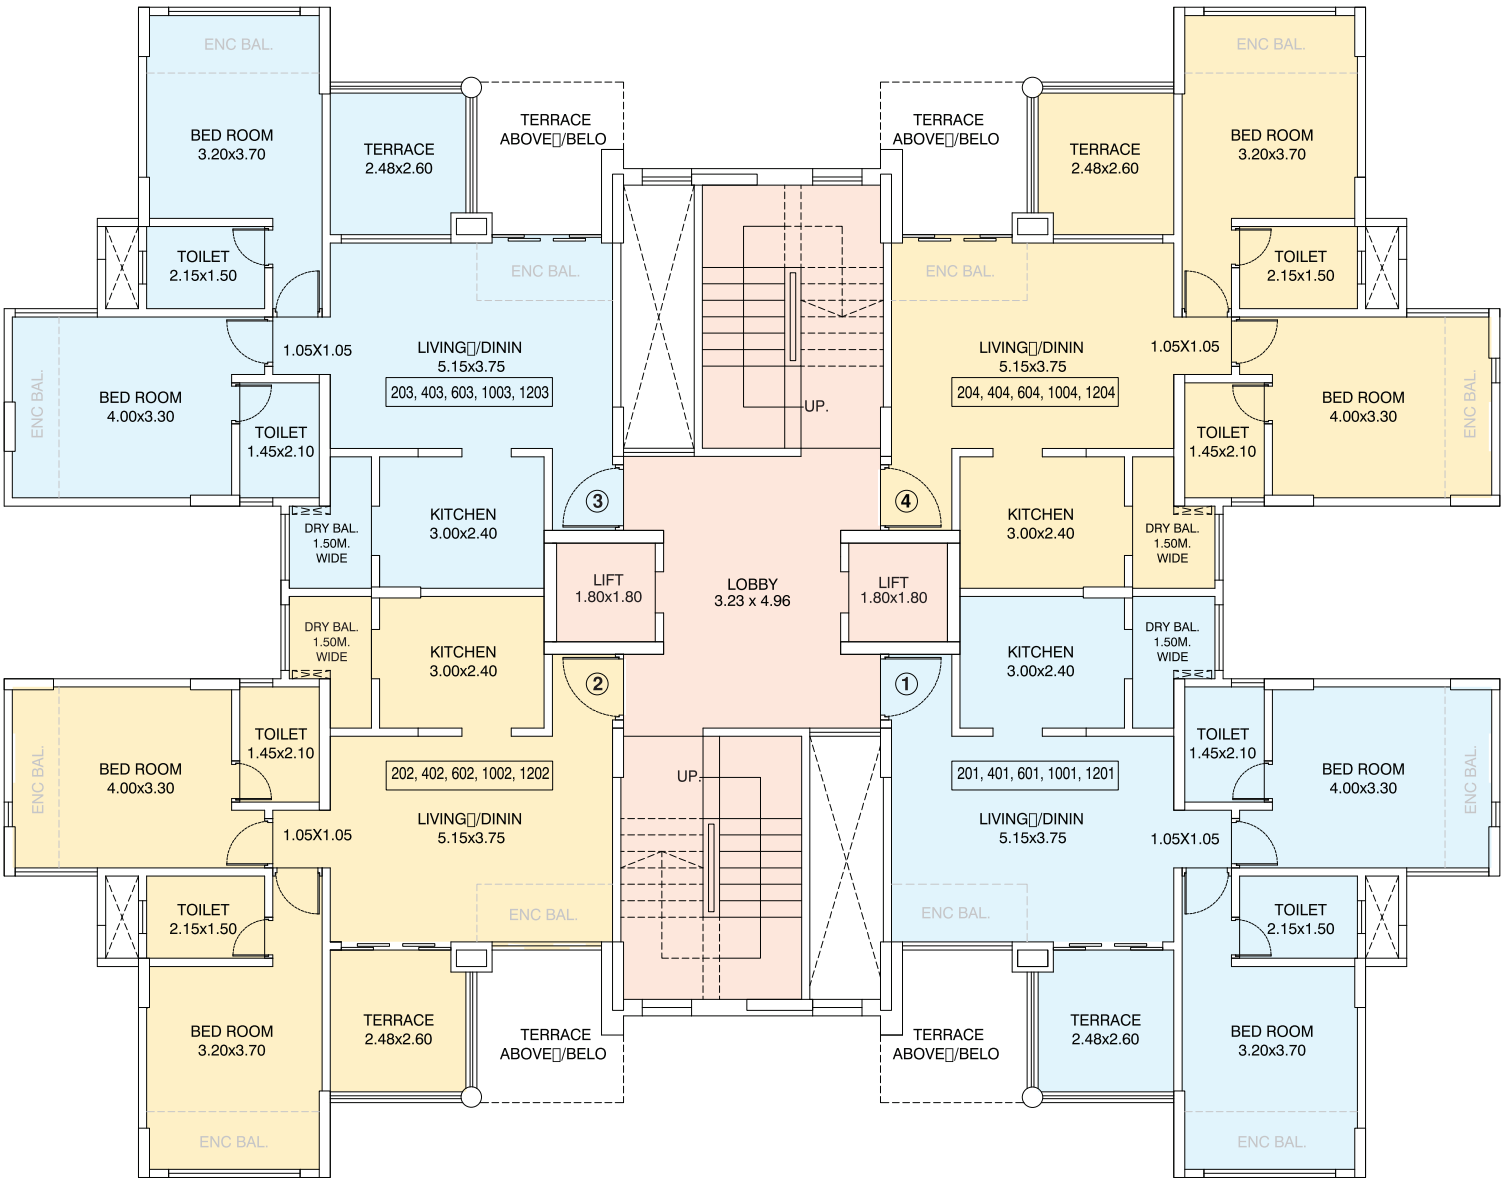 ENC BAL.
BED ROOM
3.20x3.70
TERRACE
2.48x2.60
TERRACE
ABOVE▯/BELO
TERRACE
ABOVE▯/BELO
TERRACE
2.48x2.60
ENC BAL.
BED ROOM
3.20x3.70
TOILET
2.15x1.50
ENC BAL.
ENC BAL.
TOILET
2.15x1.50
ENC BAL.
BED ROOM
4.00x3.30
1.05X1.05
LIVING▯/DININ
5.15x3.75
203, 403, 603, 1003, 1203
UP.
LIVING▯/DININ
5.15x3.75
204, 404, 604, 1004, 1204
1.05X1.05
BED ROOM
4.00x3.30
ENC BAL.
TOILET
1.45x2.10
TOILET
1.45x2.10
DRY BAL.
1.50M.
WIDE
KITCHEN
3.00x2.40
3
4
KITCHEN
3.00x2.40
DRY BAL.
1.50M.
WIDE
LIFT
1.80x1.80
LOBBY
3.23 x 4.96
LIFT
1.80x1.80
DRY BAL.
1.50M.
WIDE
KITCHEN
3.00x2.40
2
1
KITCHEN
3.00x2.40
DRY BAL.
1.50M.
WIDE
TOILET
1.45x2.10
TOILET
1.45x2.10
ENC BAL.
BED ROOM
4.00x3.30
202, 402, 602, 1002, 1202
LIVING▯/DININ
5.15x3.75
1.05X1.05
UP.
201, 401, 601, 1001, 1201
LIVING▯/DININ
5.15x3.75
1.05X1.05
BED ROOM
4.00x3.30
ENC BAL.
TOILET
2.15x1.50
ENC BAL.
ENC BAL.
TOILET
2.15x1.50
BED ROOM
3.20x3.70
TERRACE
2.48x2.60
TERRACE
ABOVE▯/BELO
TERRACE
ABOVE▯/BELO
TERRACE
2.48x2.60
BED ROOM
3.20x3.70
ENC BAL.
ENC BAL.